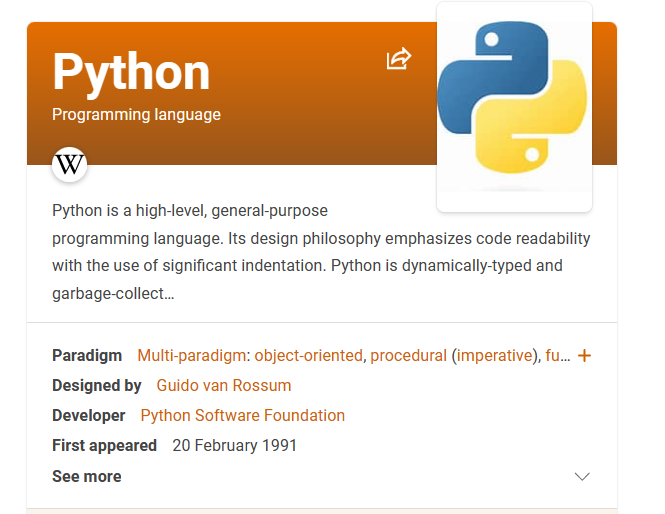 Python
Programming language
W
Python is a high-level, general-purpose
programming language. Its design philosophy emphasizes code readability
with the use of significant indentation. Python is dynamically-typed and
garbage-collect…
Paradigm Multi-paradigm: object-oriented, procedural (imperative), fu… +
Designed by Guido van Rossum
Developer Python Software Foundation
First appeared 20 February 1991
See more